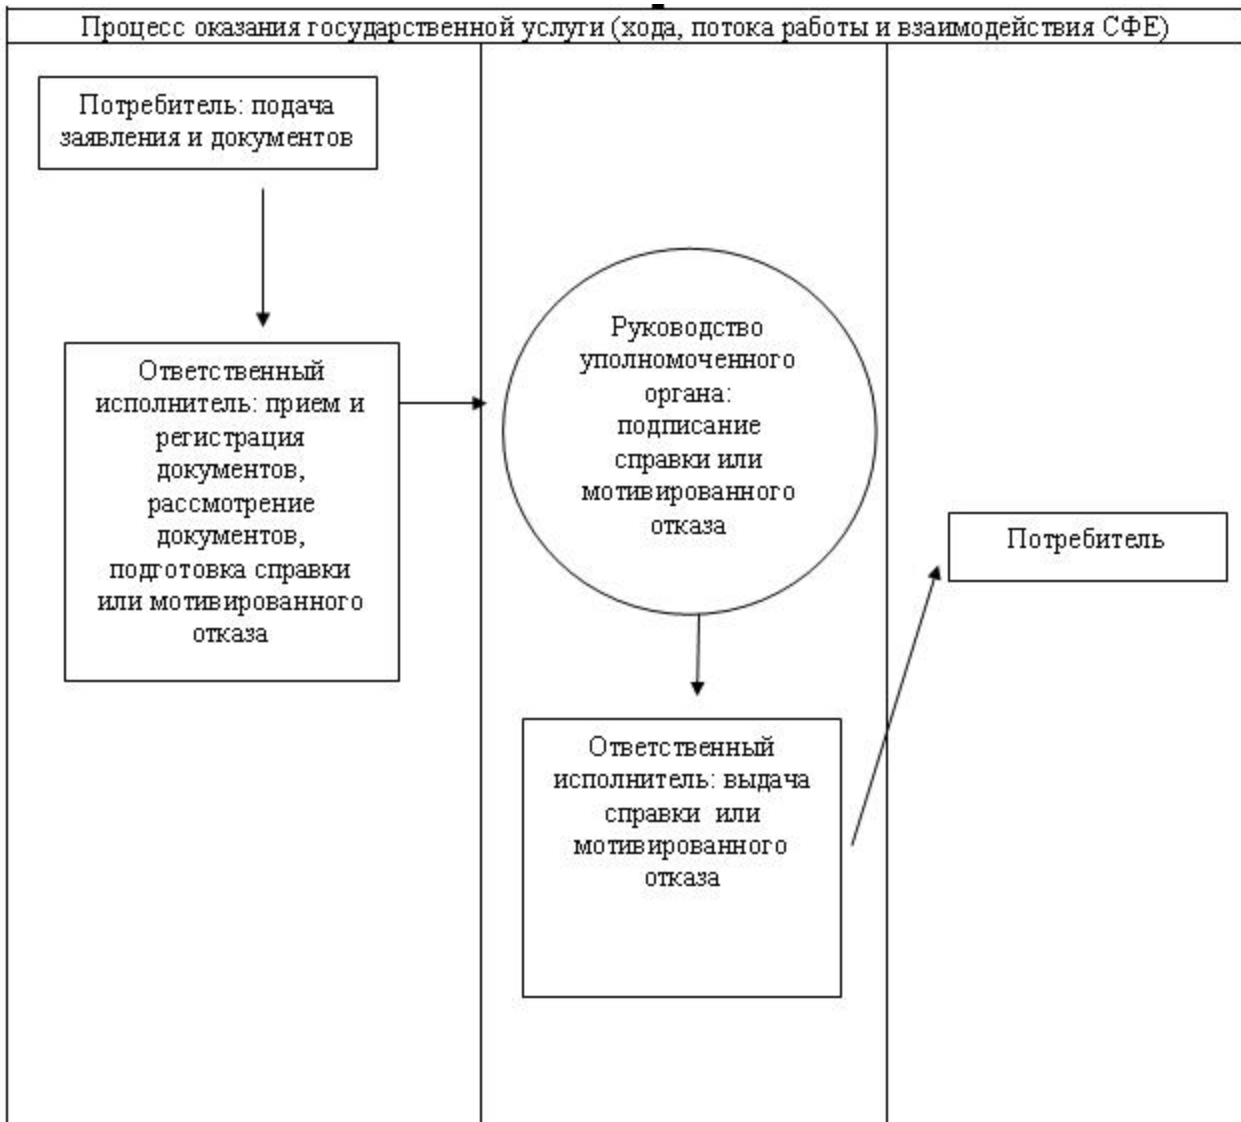 Процесс оказания государственной услуги (хода, потока работы и взаимодействия СФЕ)
Потребитель: подача
заявления и документов
Ответственный
исполнитель: прием и
регистрация
документов,
рассмотрение
документов,
подготовка справки
или мотивированного
отказа
Руководство
уполномоченного
органа:
подписание
справки или
мотивированного
отказа
Ответственный
исполнитель: выдача
справки или
мотивированного
отказа
Потребитель